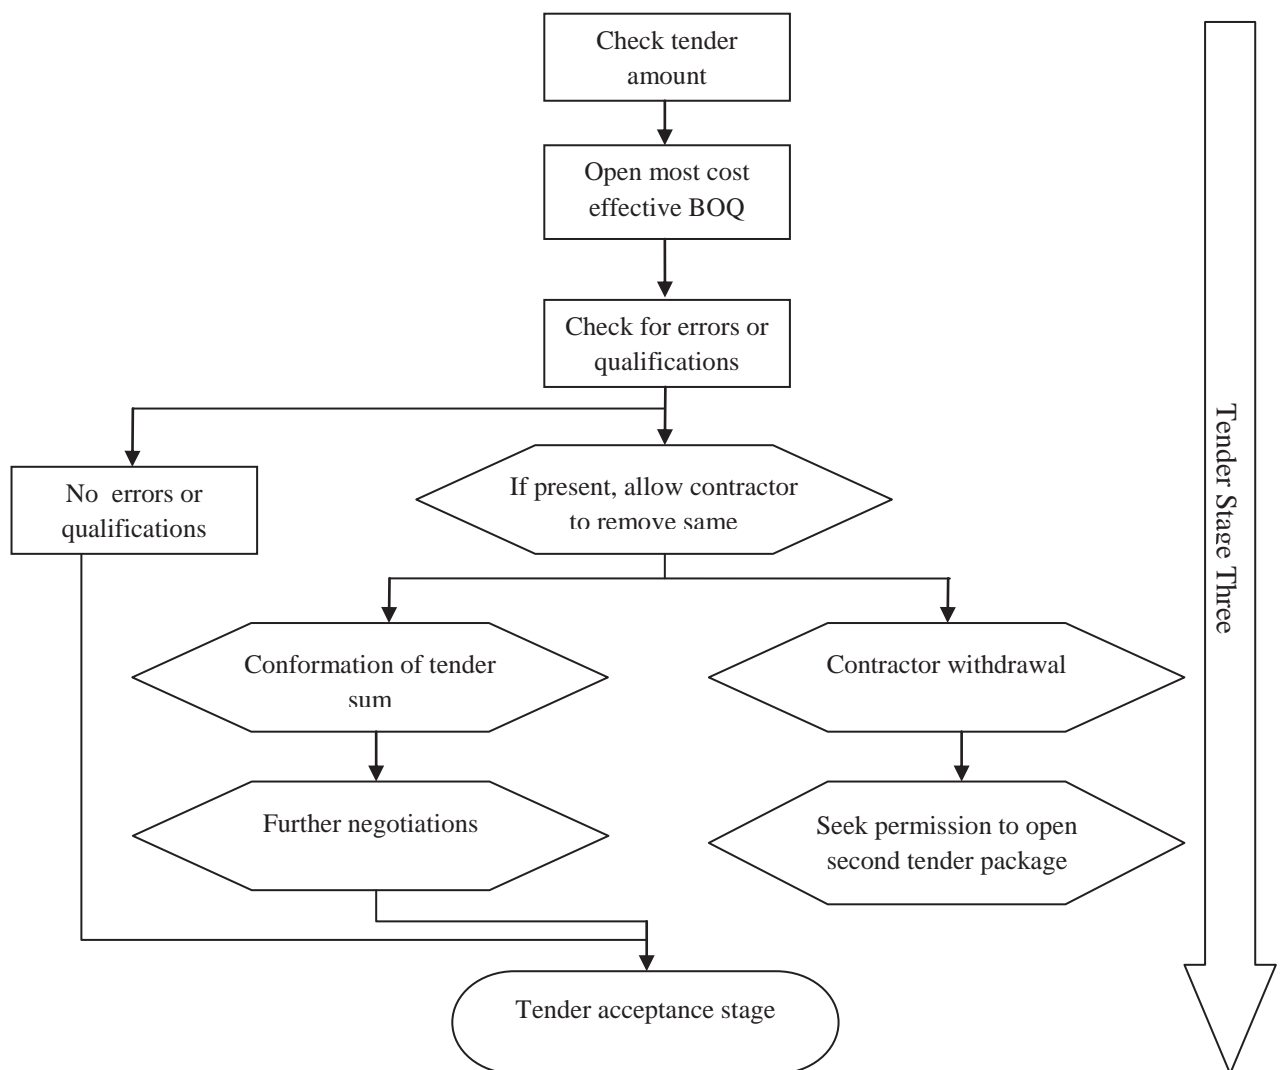 Check tender
amount
Open most cost
effective BOQ
Check for errors or
qualifications
No errors or
qualifications
If present, allow contractor
to remove same
Conformation of tender
sum
Contractor withdrawal
Further negotiations
Seek permission to open
second tender package
Tender acceptance stage
Tender Stage Three